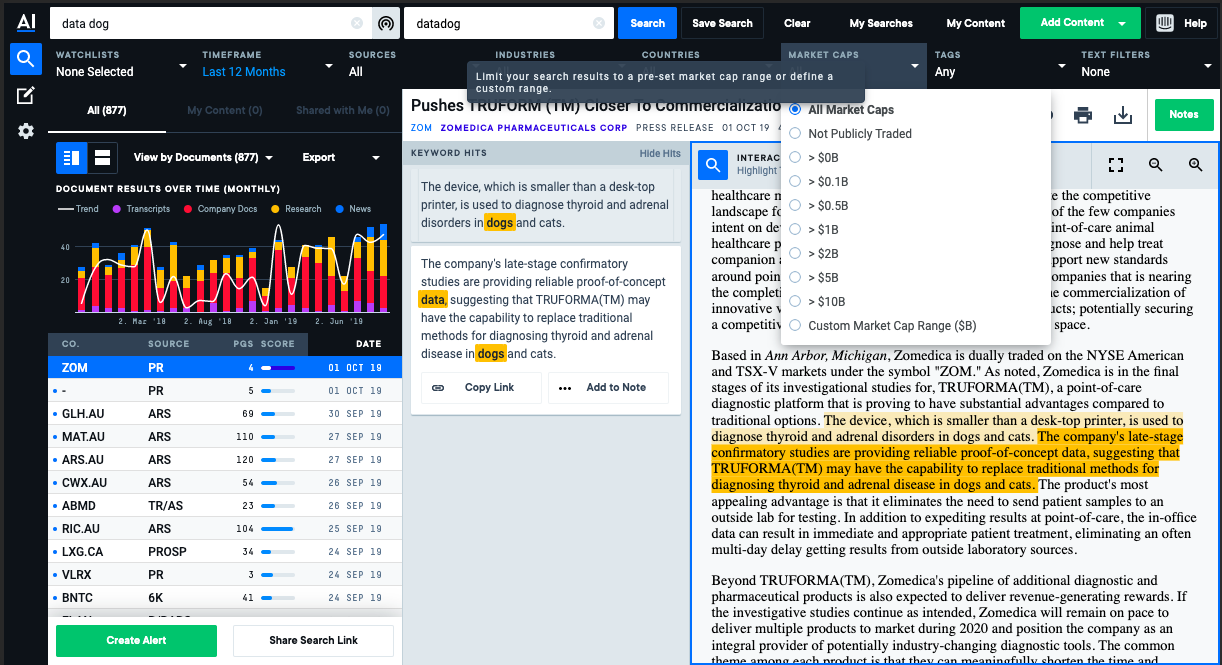 AI
data dog
datadog
Search
Save Search
Clear
My Searches
My Content
Add Content
Help
WATCHLISTS
None Selected
TIMEFRAME
Last 12 Months
SOURCES
All
INDUSTRIES
COUNTRIES
MARKET CAPS
TAGS
Any
TEXT FILTERS
None
Limit your search results to a pre-set market cap range or define a
custom range.
All Market Caps
Not Publicly Traded
> $0B
> $0.1B
> $0.5B
> $1B
> $2B
> $5B
> $10B
Custom Market Cap Range ($B)
All (877)
My Content (0)
Shared with Me (0)
View by Documents (877)
Export
DOCUMENT RESULTS OVER TIME (MONTHLY)
Trend
Transcripts
Company Docs
Research
News
40
20
2. Mar '18
2. Aug '18
2. Jan '19
2. Jun '19
CO. SOURCE PGS SCORE DATE
ZOM PR 4 01 OCT 19
- PR 5 01 OCT 19
GLH.AU ARS 69 30 SEP 19
MAT.AU ARS 110 27 SEP 19
ARS.AU ARS 120 27 SEP 19
CWX.AU ARS 54 26 SEP 19
ABMD TR/AS 23 26 SEP 19
RIC.AU ARS 104 25 SEP 19
LXG.CA PROSP 34 24 SEP 19
VLRX PR 3 24 SEP 19
BNTC 6K 41 24 SEP 19
Create Alert
Share Search Link
Pushes TRUFORM (TM) Closer To Commercializatio
ZOM ZOMEDICA PHARMACEUTICALS CORP PRESS RELEASE 01 OCT 19
Notes
KEYWORD HITS
Hide Hits
The device, which is smaller than a desk-top
printer, is used to diagnose thyroid and adrenal
disorders in dogs and cats.
The company's late-stage confirmatory
studies are providing reliable proof-of-concept
data, suggesting that TRUFORMA(TM) may
have the capability to replace traditional
methods for diagnosing thyroid and adrenal
disease in dogs and cats.
Copy Link
Add to Note
INTERAC
Highlight
healthcare m e the competitive
landscape fo of the few companies
intent on dev int-of-care animal
healthcare p gnose and help treat
companion a pport new standards
around poin ompanies that is nearing
the completi e commercialization of
innovative v ucts; potentially securing
a competitiv space.
Based in Ann Arbor, Michigan, Zomedica is dually traded on the NYSE American
and TSX-V markets under the symbol "ZOM." As noted, Zomedica is in the final
stages of its investigational studies for, TRUFORMA(TM), a point-of-care
diagnostic platform that is proving to have substantial advantages compared to
traditional options. The device, which is smaller than a desk-top printer, is used to
diagnose thyroid and adrenal disorders in dogs and cats. The company's late-stage
confirmatory studies are providing reliable proof-of-concept data, suggesting that
TRUFORMA(TM) may have the capability to replace traditional methods for
diagnosing thyroid and adrenal disease in dogs and cats. The product's most
appealing advantage is that it eliminates the need to send patient samples to an
outside lab for testing. In addition to expediting results at point-of-care, the in-office
data can result in immediate and appropriate patient treatment, eliminating an often
multi-day delay getting results from outside laboratory sources.
Beyond TRUFORMA(TM), Zomedica's pipeline of additional diagnostic and
pharmaceutical products is also expected to deliver revenue-generating rewards. If
the investigative studies continue as intended, Zomedica will remain on pace to
deliver multiple products to market during 2020 and position the company as an
integral provider of potentially industry-changing diagnostic tools. The common
theme among each product is that they can meaningfully shorten the time and